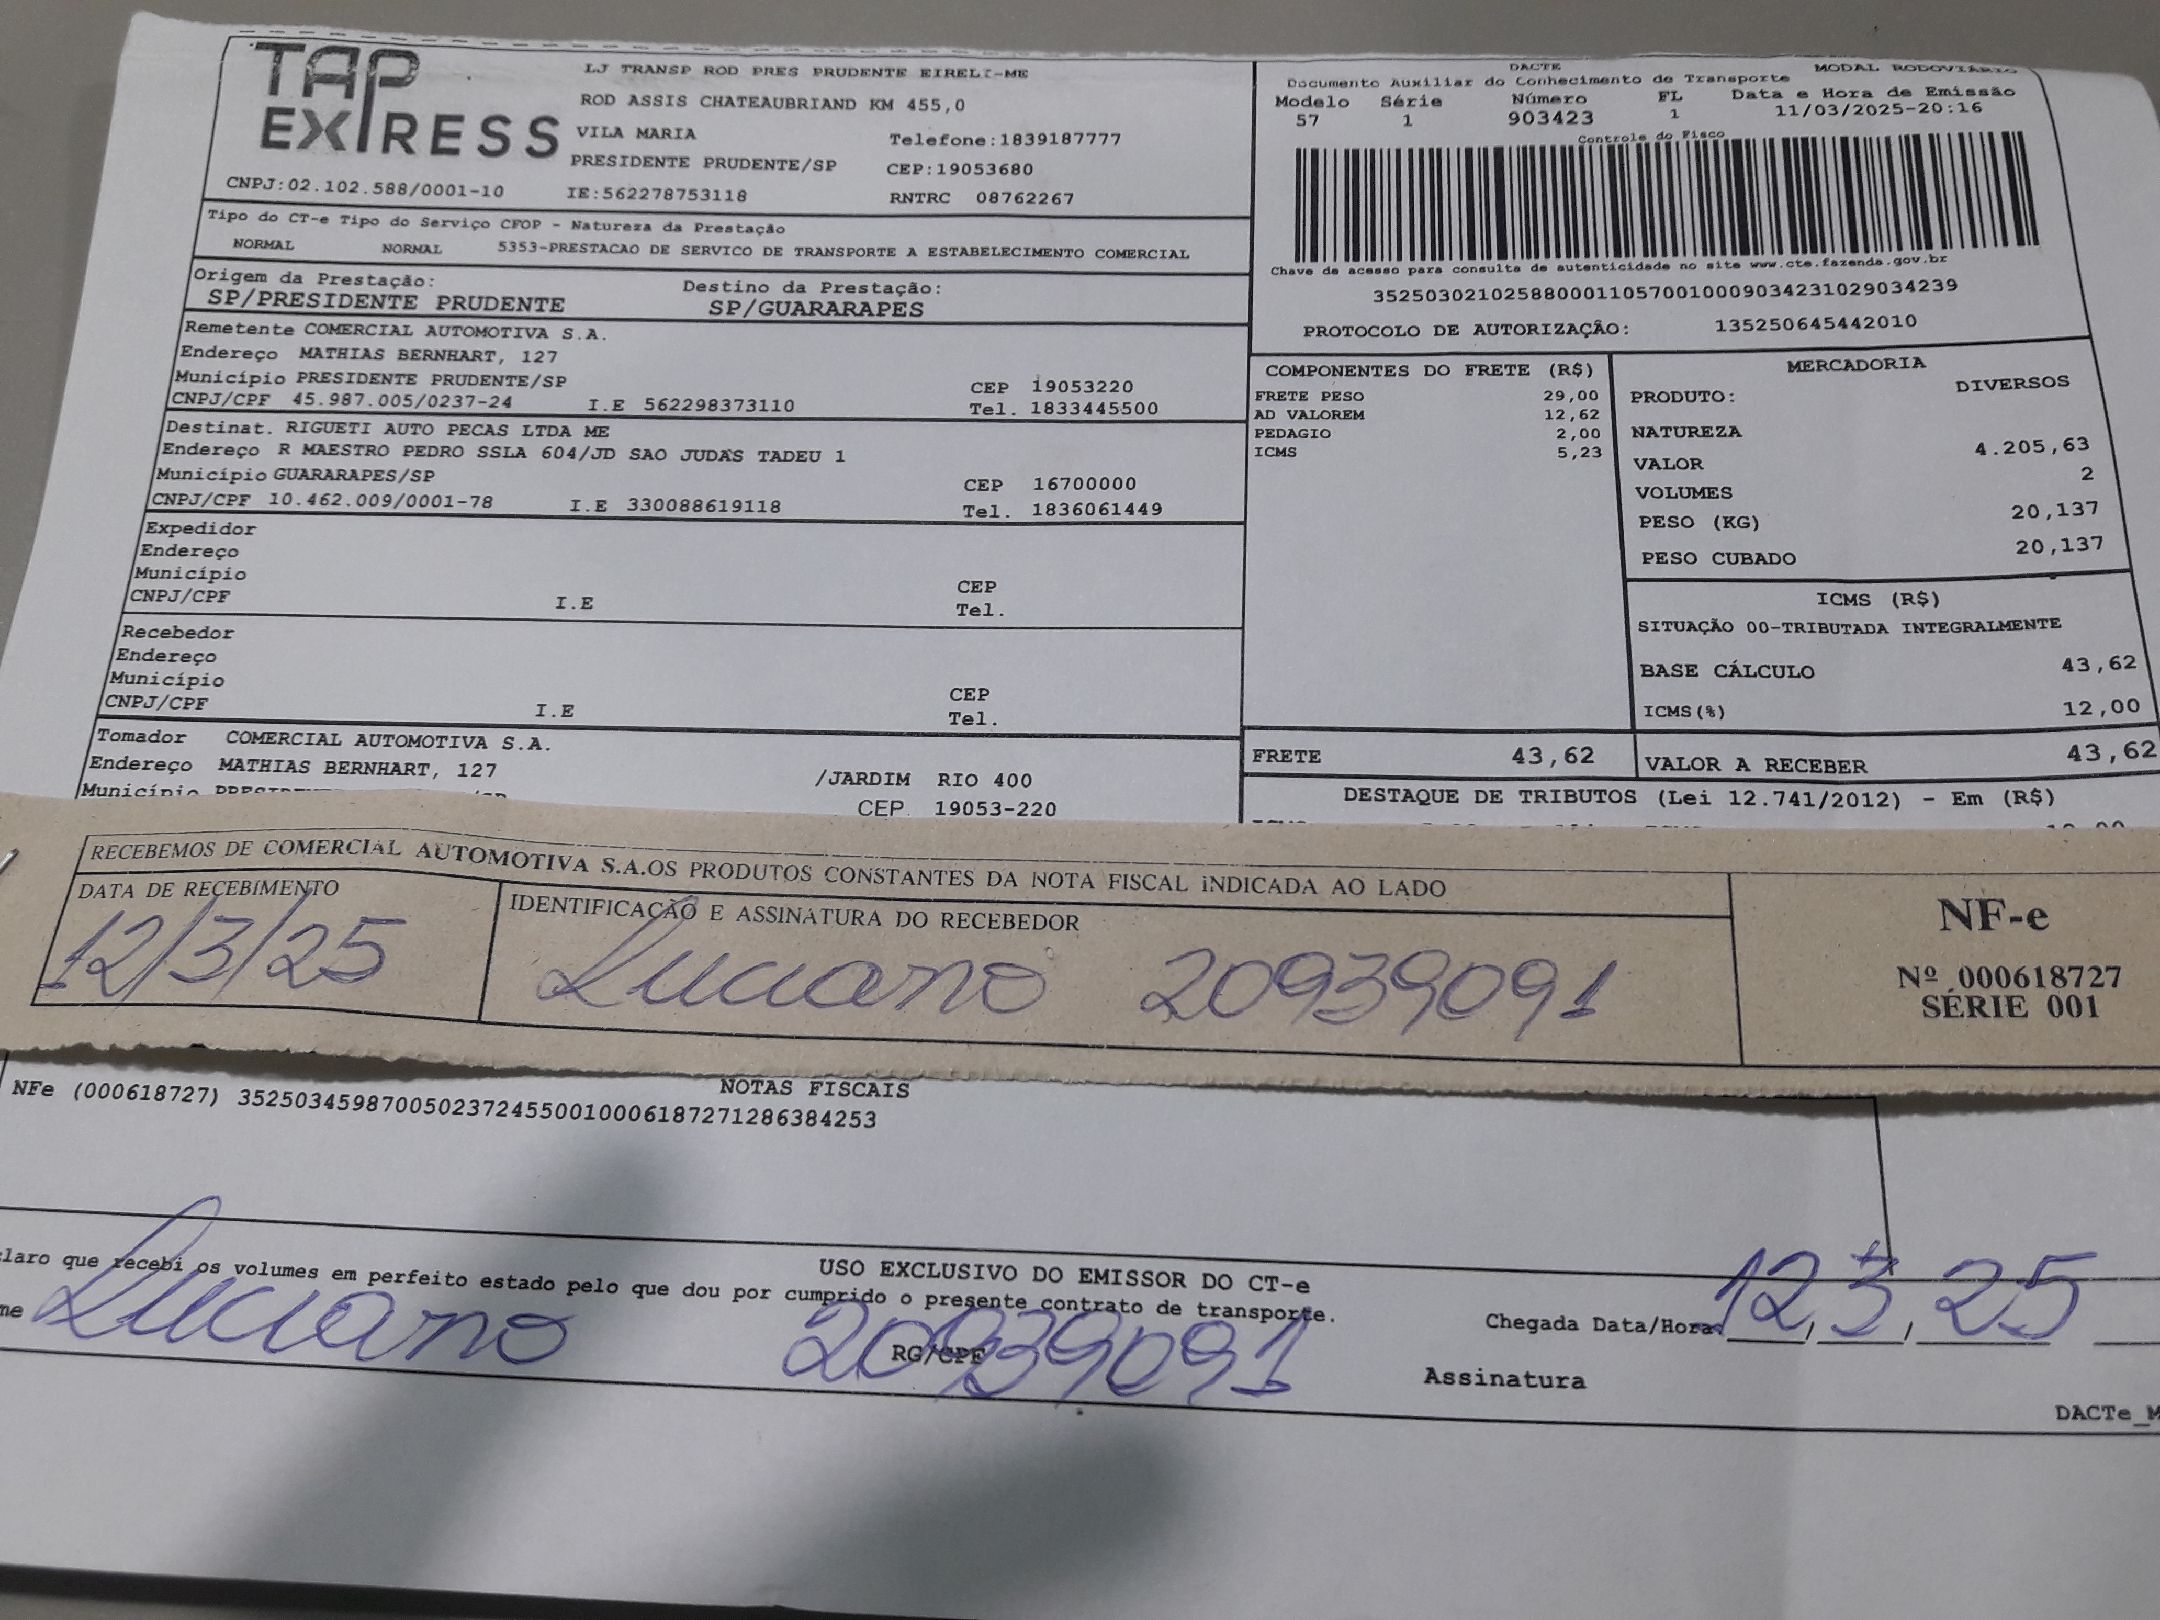 TAP EXPRESS
LJ TRANSP ROD PRES PRUDENTE EIRELI-ME
ROD ASSIS CHATEAUBRIAND KM 455,0
VILA MARIA Telefone:1839187777
PRESIDENTE PRUDENTE/SP CEP:19053680
CNPJ:02.102.588/0001-10 IE:562278753118 RNTRC 08762267
Tipo do CT-e Tipo do Serviço CFOP - Natureza da Prestação
NORMAL NORMAL 5353-PRESTACAO DE SERVICO DE TRANSPORTE A ESTABELECIMENTO COMERCIAL
Origem da Prestação: Destino da Prestação:
SP/PRESIDENTE PRUDENTE SP/GUARARAPES
Remetente COMERCIAL AUTOMOTIVA S.A.
Endereço MATHIAS BERNHART, 127
Município PRESIDENTE PRUDENTE/SP CEP 19053220
CNPJ/CPF 45.987.005/0237-24 I.E 562298373110 Tel. 1833445500
Destinat. RIGUETI AUTO PECAS LTDA ME
Endereço R MAESTRO PEDRO SSLA 604/JD SAO JUDAS TADEU 1
Município GUARARAPES/SP CEP 16700000
CNPJ/CPF 10.462.009/0001-78 I.E 330088619118 Tel. 1836061449
Expedidor
Endereço
Município CEP
CNPJ/CPF I.E Tel.
Recebedor
Endereço
Município CEP
CNPJ/CPF I.E Tel.
Tomador COMERCIAL AUTOMOTIVA S.A.
Endereço MATHIAS BERNHART, 127 /JARDIM RIO 400
Município CEP. 19053-220
DACTE MODAL RODOVIÁRIO
Documento Auxiliar do Conhecimento de Transporte
Modelo Série Número FL Data e Hora de Emissão
57 1 903423 1 11/03/2025-20:16
Controle do Fisco
Chave de acesso para consulta de autenticidade no site www.cte.fazenda.gov.br
35250302102588000110570010009034231029034239
PROTOCOLO DE AUTORIZAÇÃO: 135250645442010
COMPONENTES DO FRETE (R$)
FRETE PESO 29,00
AD VALOREM 12,62
PEDAGIO 2,00
ICMS 5,23
MERCADORIA
PRODUTO: DIVERSOS
NATUREZA
VALOR 4.205,63
VOLUMES 2
PESO (KG) 20,137
PESO CUBADO 20,137
ICMS (R$)
SITUAÇÃO 00-TRIBUTADA INTEGRALMENTE
BASE CÁLCULO 43,62
ICMS(%) 12,00
FRETE 43,62 VALOR A RECEBER 43,62
DESTAQUE DE TRIBUTOS (Lei 12.741/2012) - Em (R$)
RECEBEMOS DE COMERCIAL AUTOMOTIVA S.A.OS PRODUTOS CONSTANTES DA NOTA FISCAL INDICADA AO LADO
DATA DE RECEBIMENTO IDENTIFICAÇÃO E ASSINATURA DO RECEBEDOR
12/3/25 Luciano 20939091
NF-e
Nº 000618727
SÉRIE 001
NOTAS FISCAIS
NFe (000618727) 35250345987005023724550010006187271286384253
USO EXCLUSIVO DO EMISSOR DO CT-e
claro que recebi os volumes em perfeito estado pelo que dou por cumprido o presente contrato de transporte.
me Luciano RG/CPF 20939091
Chegada Data/Hora: 12, 3, 25
Assinatura
DACTe_M